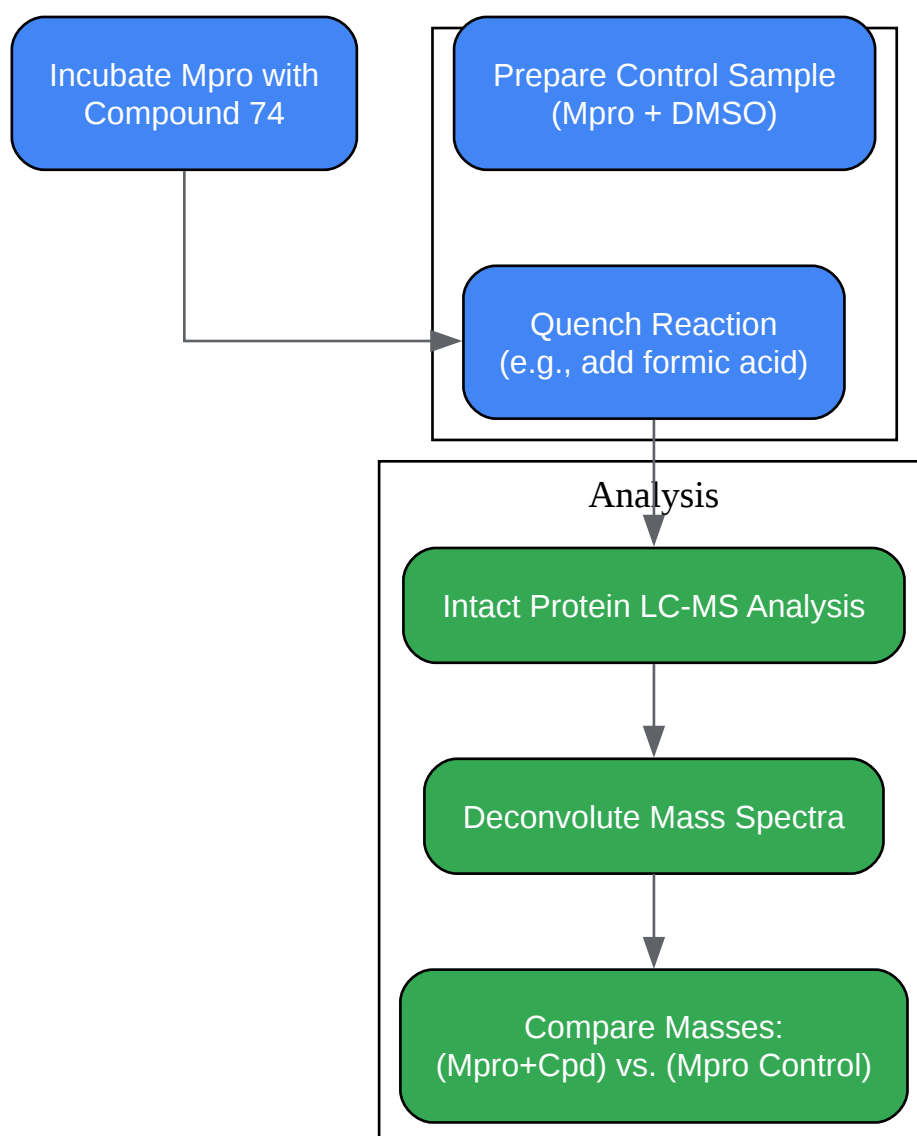 Incubate Mpro with
Compound 74
Prepare Control Sample
(Mpro + DMSO)
Quench Reaction
(e.g., add formic acid)
Analysis
Intact Protein LC-MS Analysis
Deconvolute Mass Spectra
Compare Masses:
(Mpro+Cpd) vs. (Mpro Control)